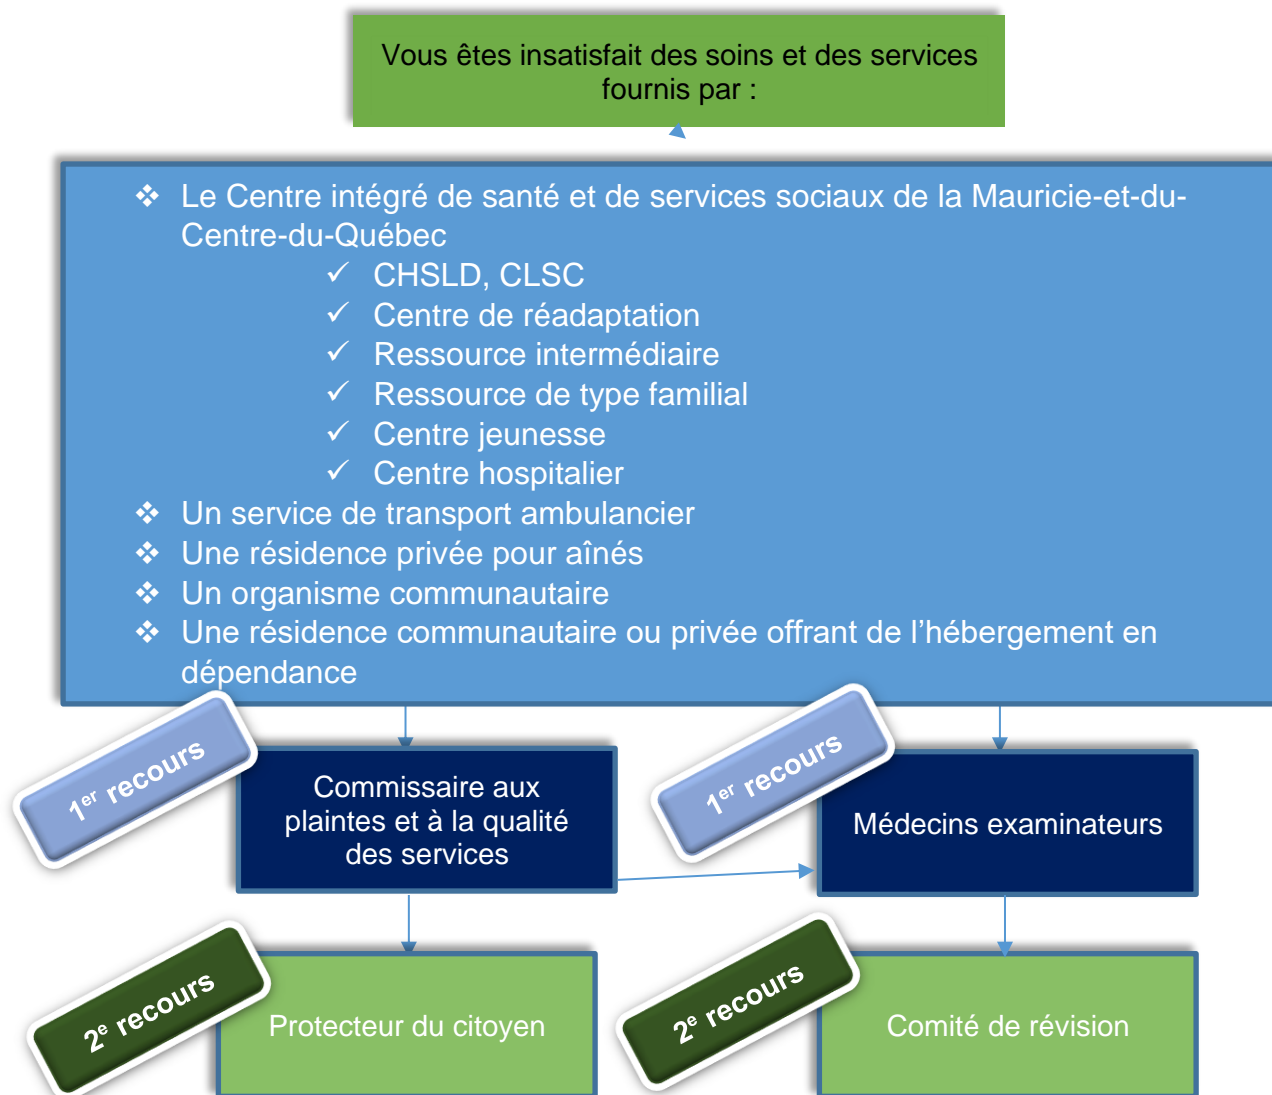 Vous êtes insatisfait des soins et des services
fournis par :
❖ Le Centre intégré de santé et de services sociaux de la Mauricie-et-du-
Centre-du-Québec
✓ CHSLD, CLSC
✓ Centre de réadaptation
✓ Ressource intermédiaire
✓ Ressource de type familial
✓ Centre jeunesse
✓ Centre hospitalier
❖ Un service de transport ambulancier
❖ Une résidence privée pour aînés
❖ Un organisme communautaire
❖ Une résidence communautaire ou privée offrant de l’hébergement en
dépendance
1er recours
Commissaire aux
plaintes et à la qualité
des services
1er recours
Médecins examinateurs
2e recours
Protecteur du citoyen
2e recours
Comité de révision